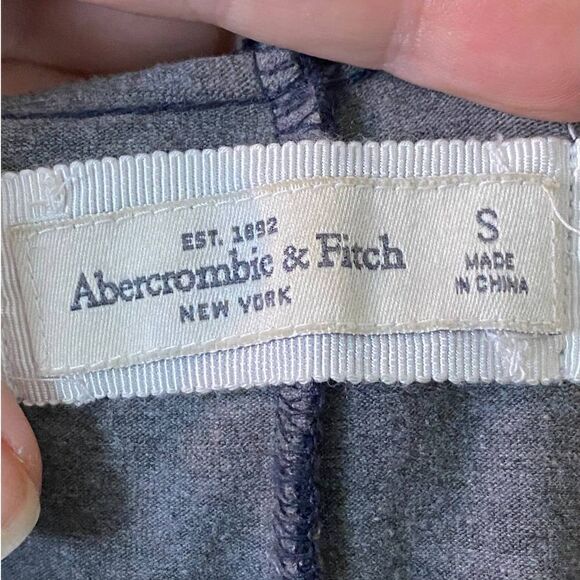 EST. 1892
Abercrombie & Fitch
NEW YORK
S
MADE
IN CHINA